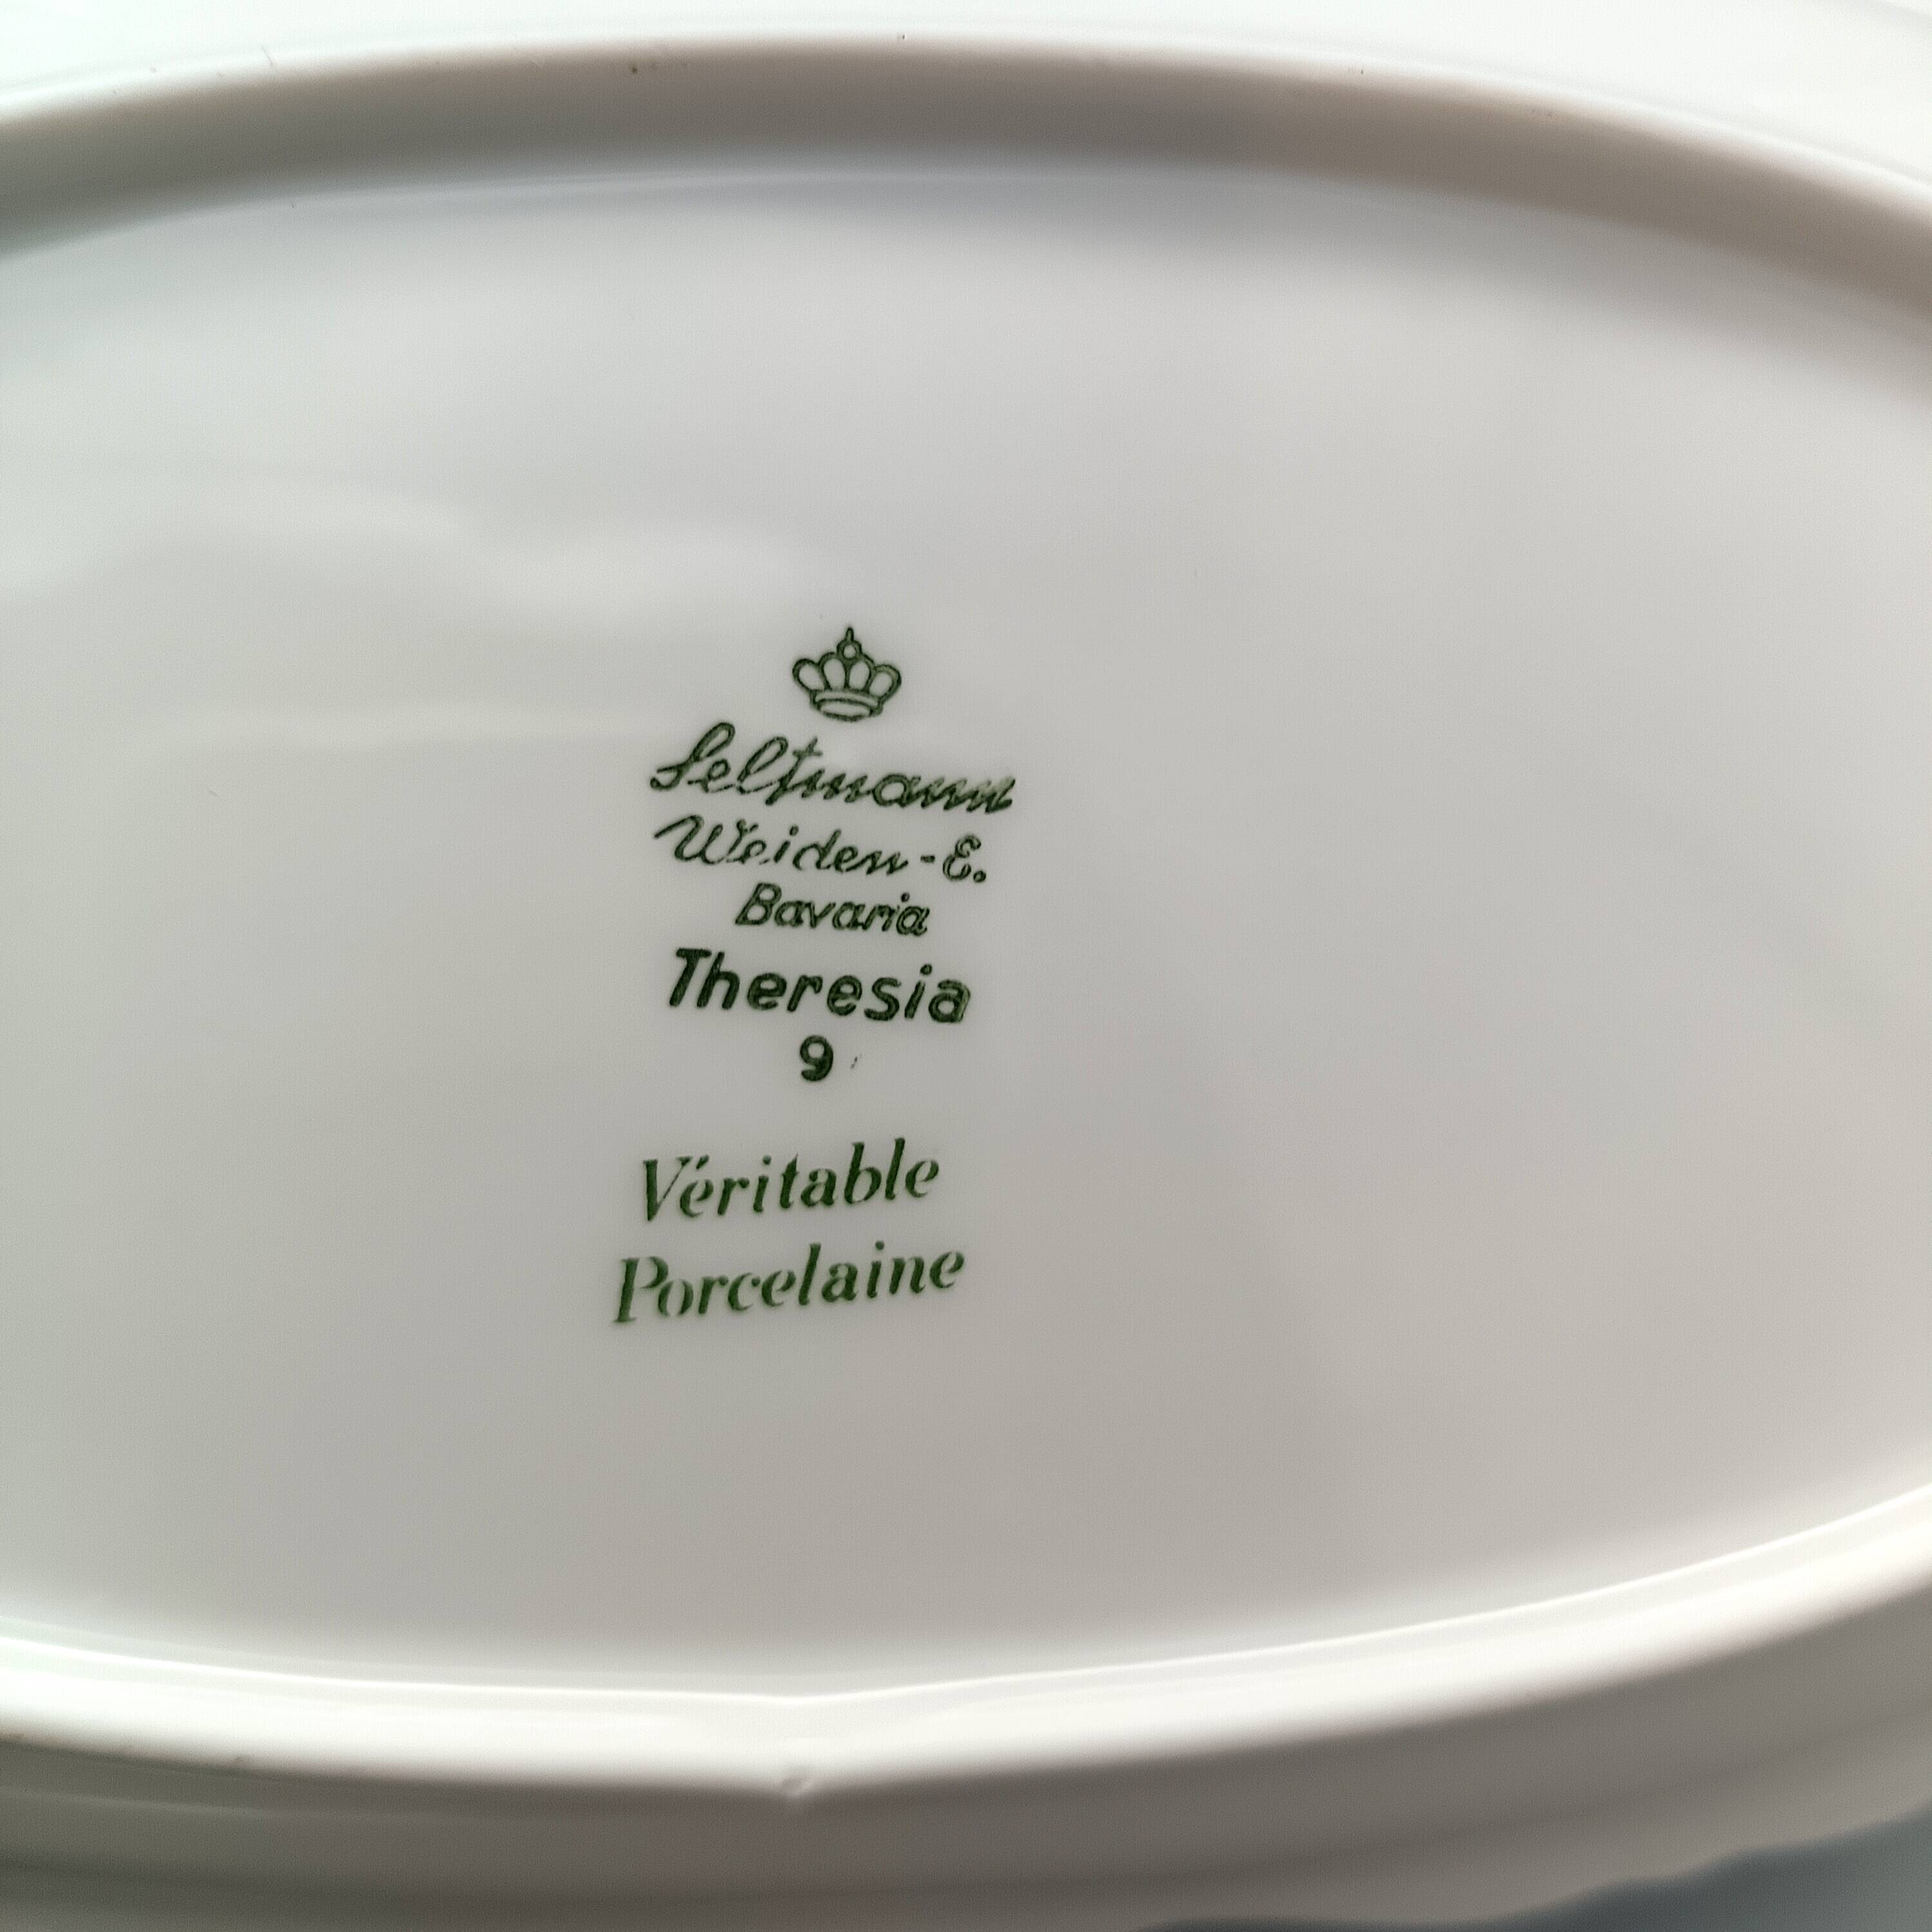 Seltmann
Weiden-E.
Bavaria
Theresia
9
Véritable
Porcelaine